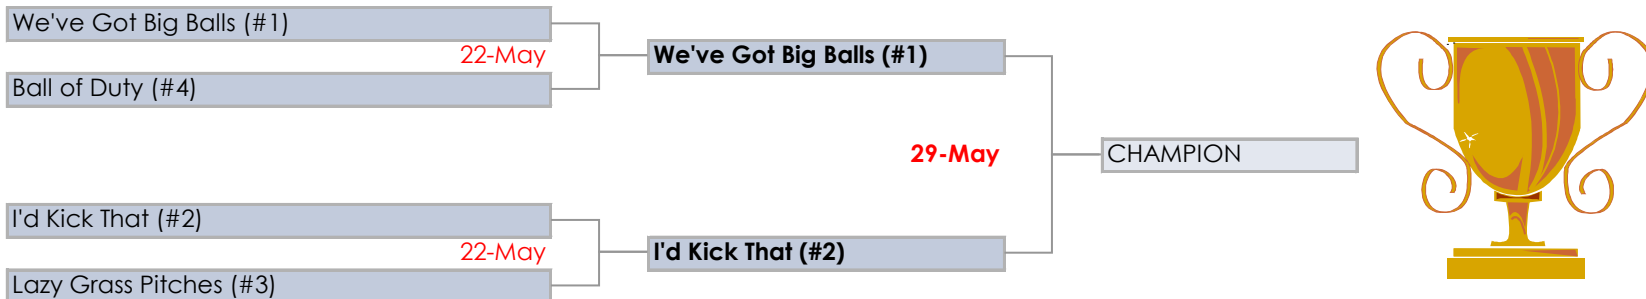 We've Got Big Balls (#1)
22-May
Ball of Duty (#4)
We've Got Big Balls (#1)
29-May
CHAMPION
I'd Kick That (#2)
22-May
Lazy Grass Pitches (#3)
I'd Kick That (#2)